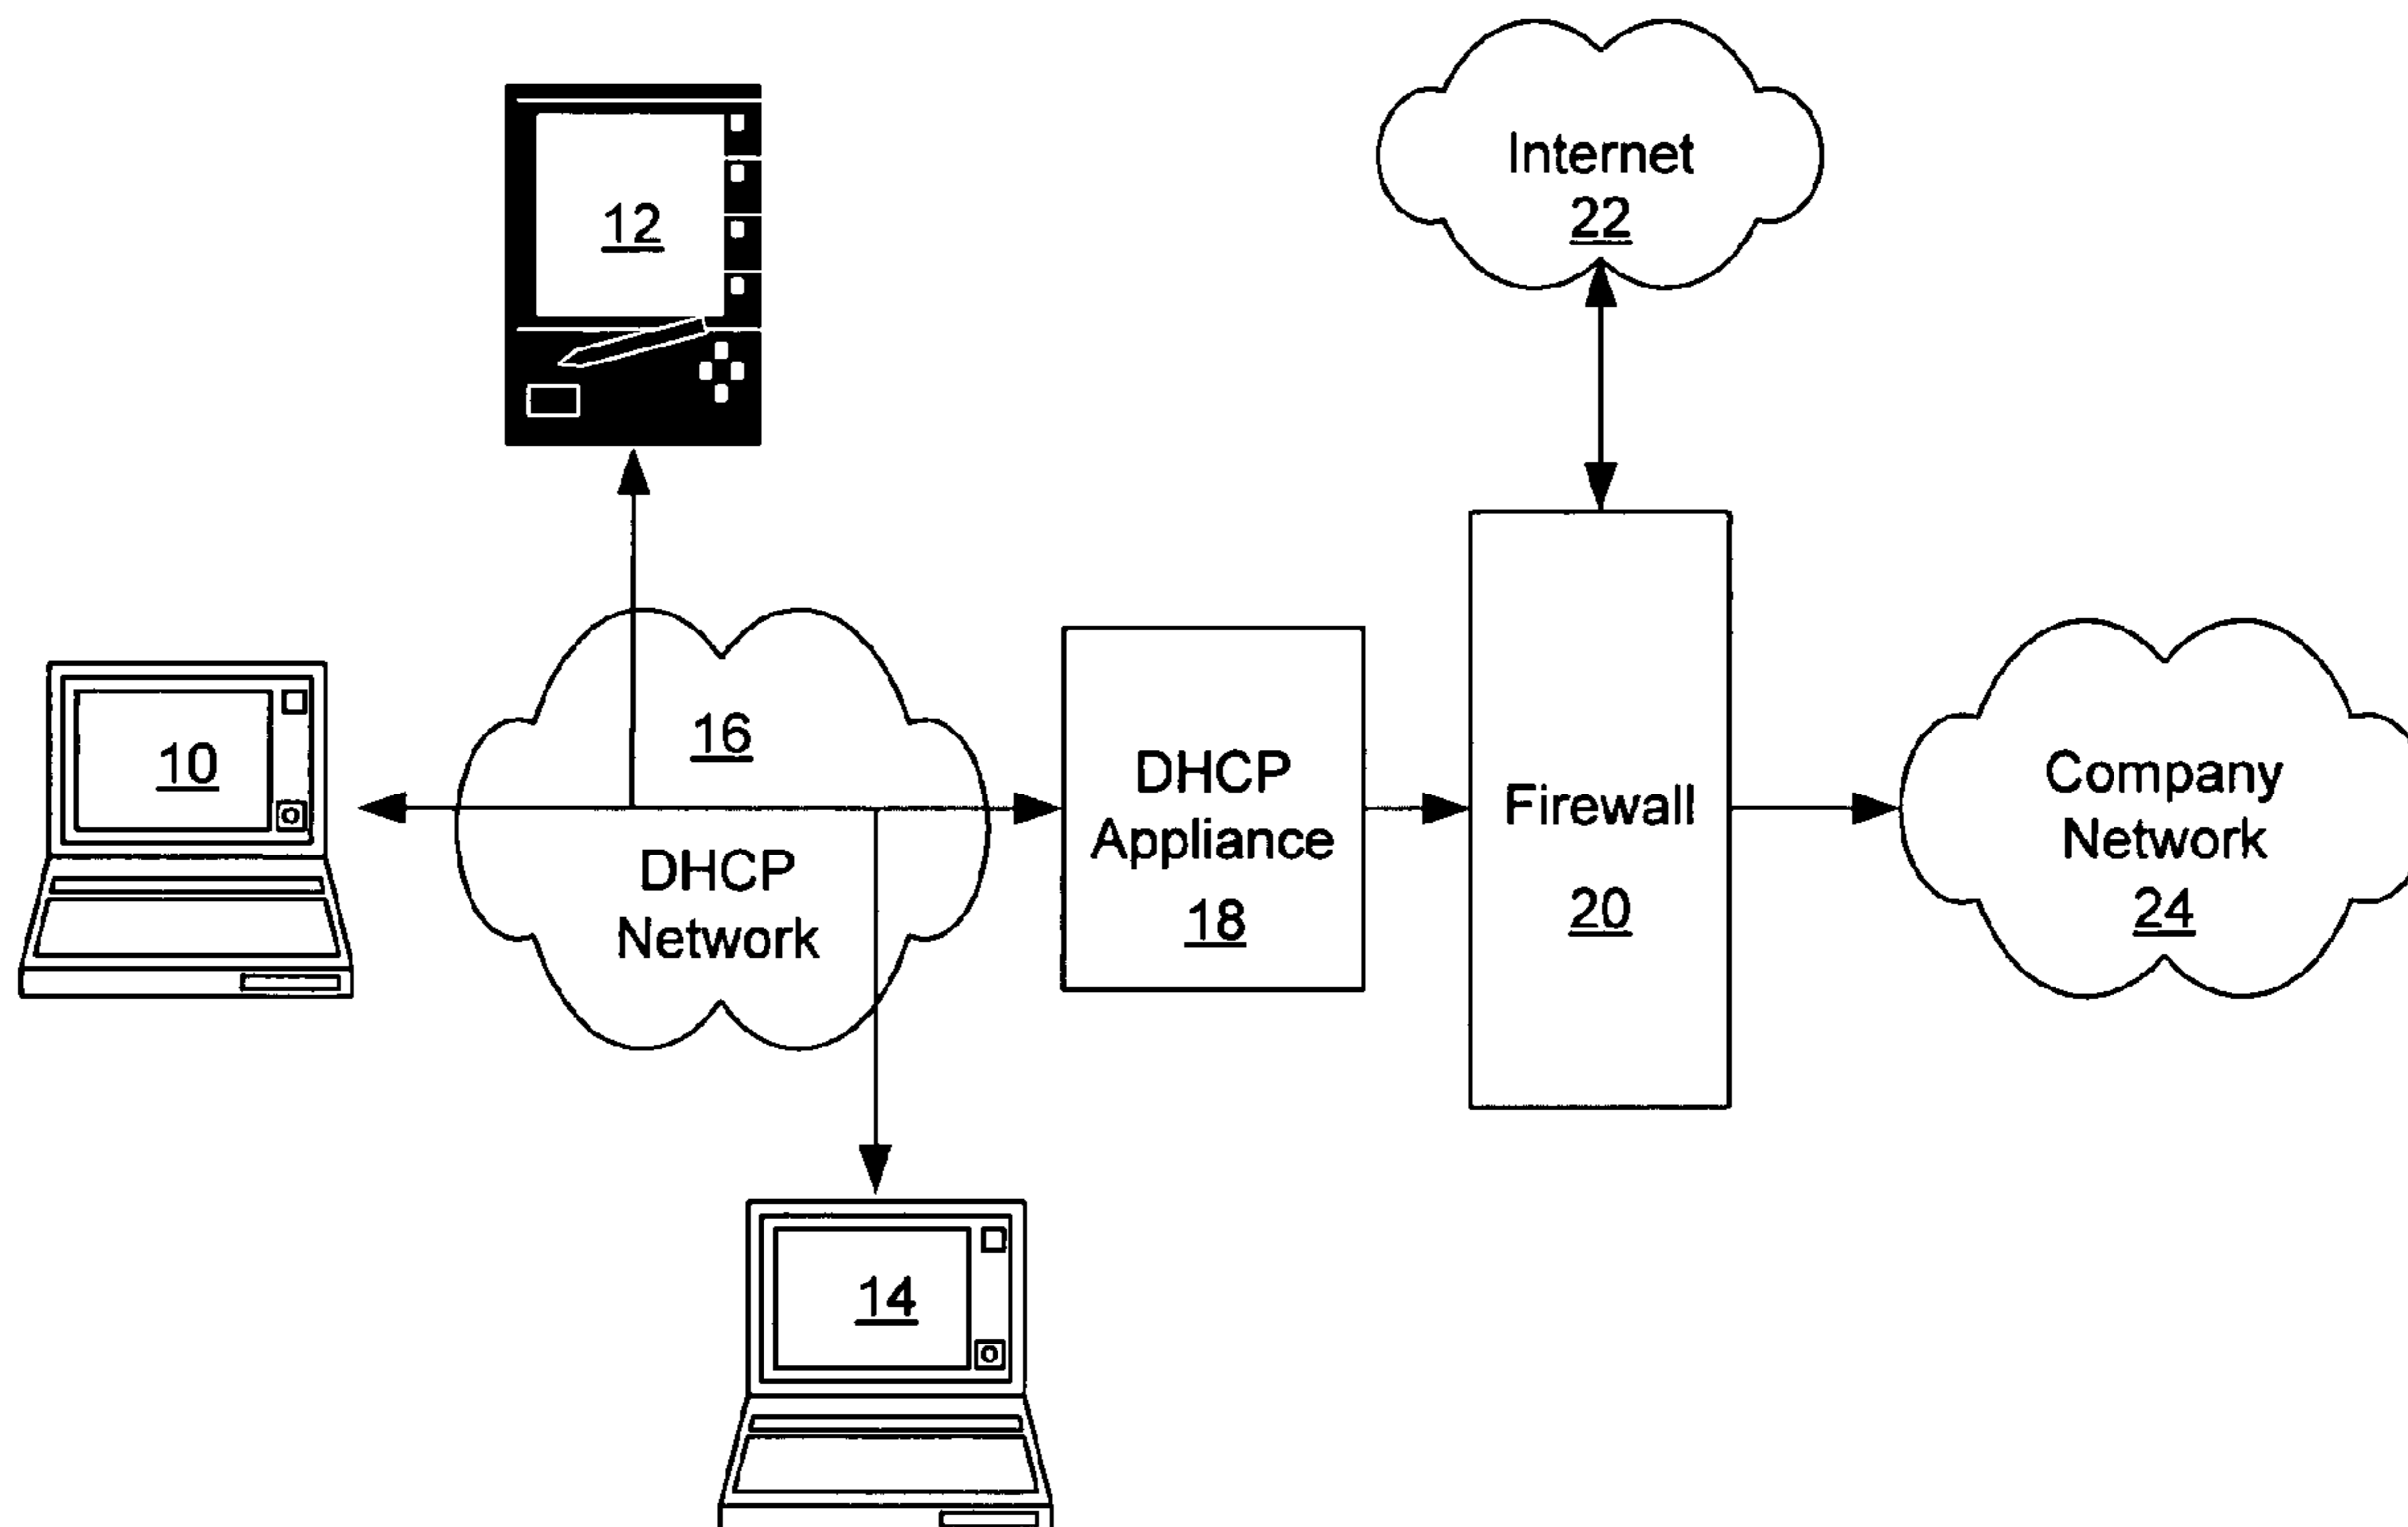 12
Internet
22
10
16
DHCP
Network
DHCP
Appliance
18
Firewall
20
Company
Network
24
14